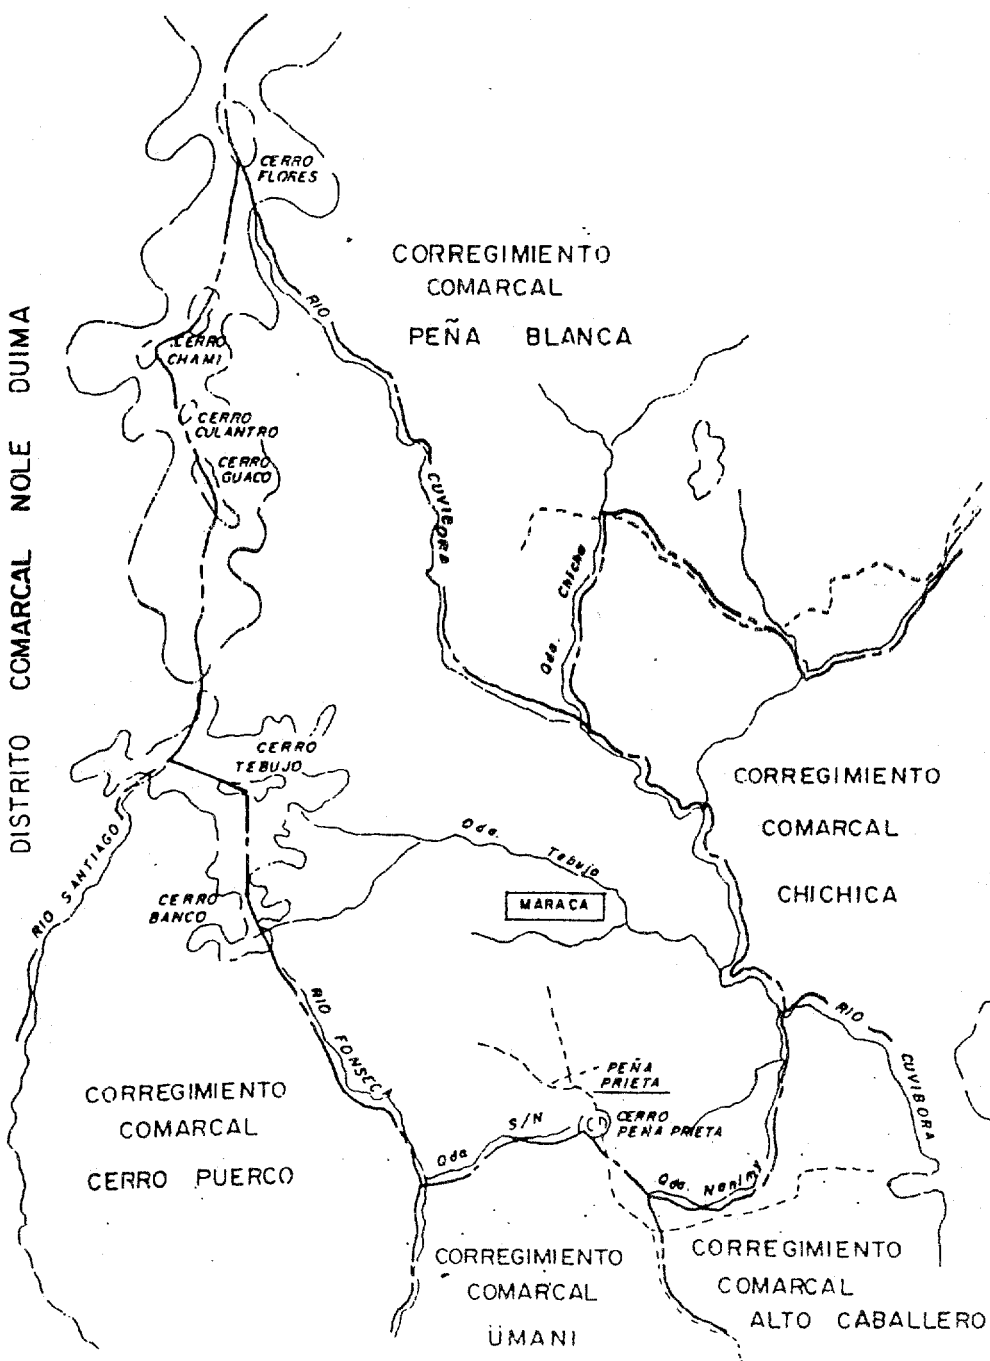 CERRO
FLORES
CORREGIMIENTO
COMARCAL
PEÑA BLANCA
RIO
CERRO
CHAMI
CERRO
CULANTRO
CERRO
GUACO
CUVIBORA
Qda. Chicha
DISTRITO COMARCAL NOLE DUIMA
CERRO
TEBUJO
CORREGIMIENTO
COMARCAL
CHICHICA
RIO SANTIAGO
Qda. Tebujo
MARACA
CERRO
BANCO
RIO FONSECA
RIO
CUVIBORA
PEÑA
PRIETA
CERRO
PEÑA PRIETA
Qda S/N
Qda.
CORREGIMIENTO
COMARCAL
CERRO PUERCO
CORREGIMIENTO
COMARCAL
ÜMANI
CORREGIMIENTO
COMARCAL
ALTO CABALLERO